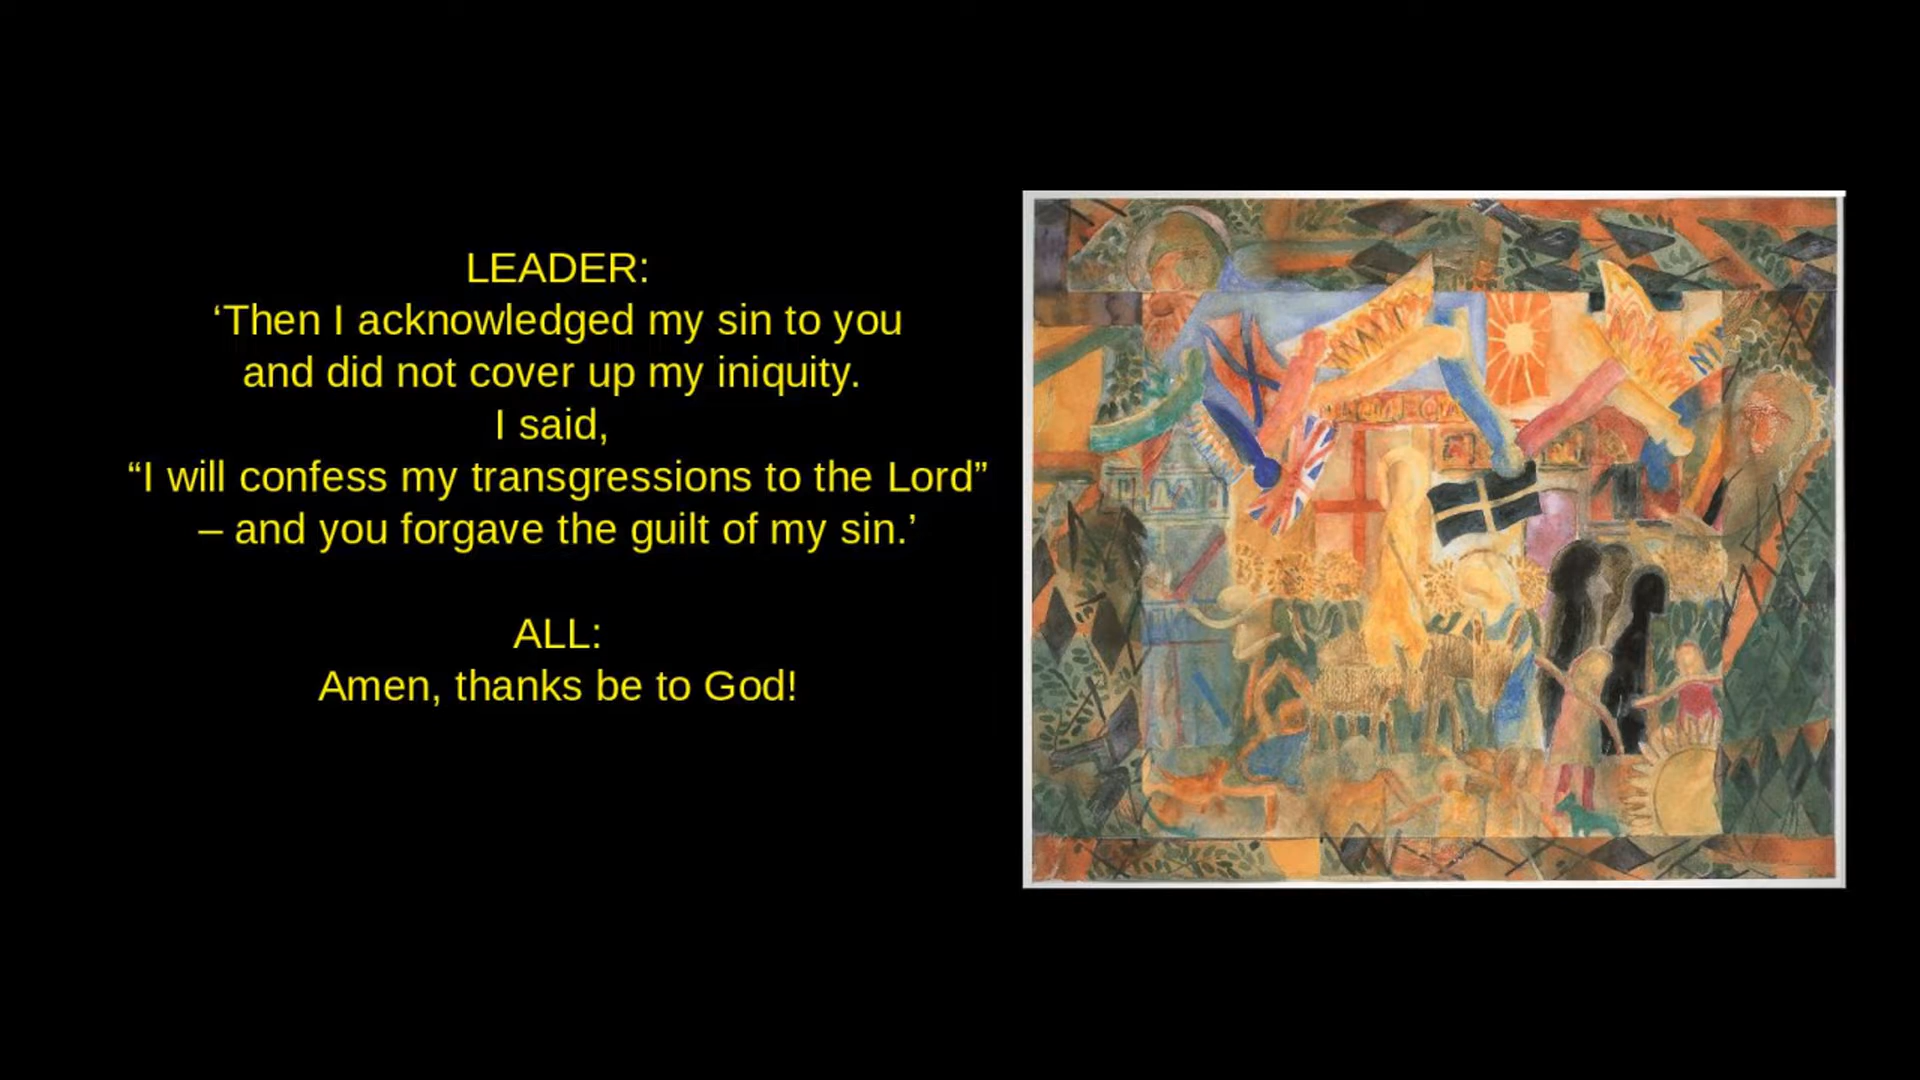 LEADER:
‘Then I acknowledged my sin to you
and did not cover up my iniquity.
I said,
“I will confess my transgressions to the Lord”
– and you forgave the guilt of my sin.’
ALL:
Amen, thanks be to God!